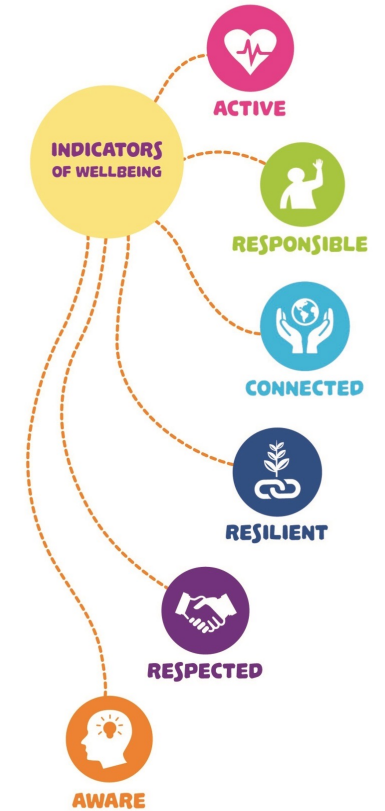 INDICATORS
OF WELLBEING
ACTIVE
RESPONSIBLE
CONNECTED
RESILIENT
RESPECTED
AWARE